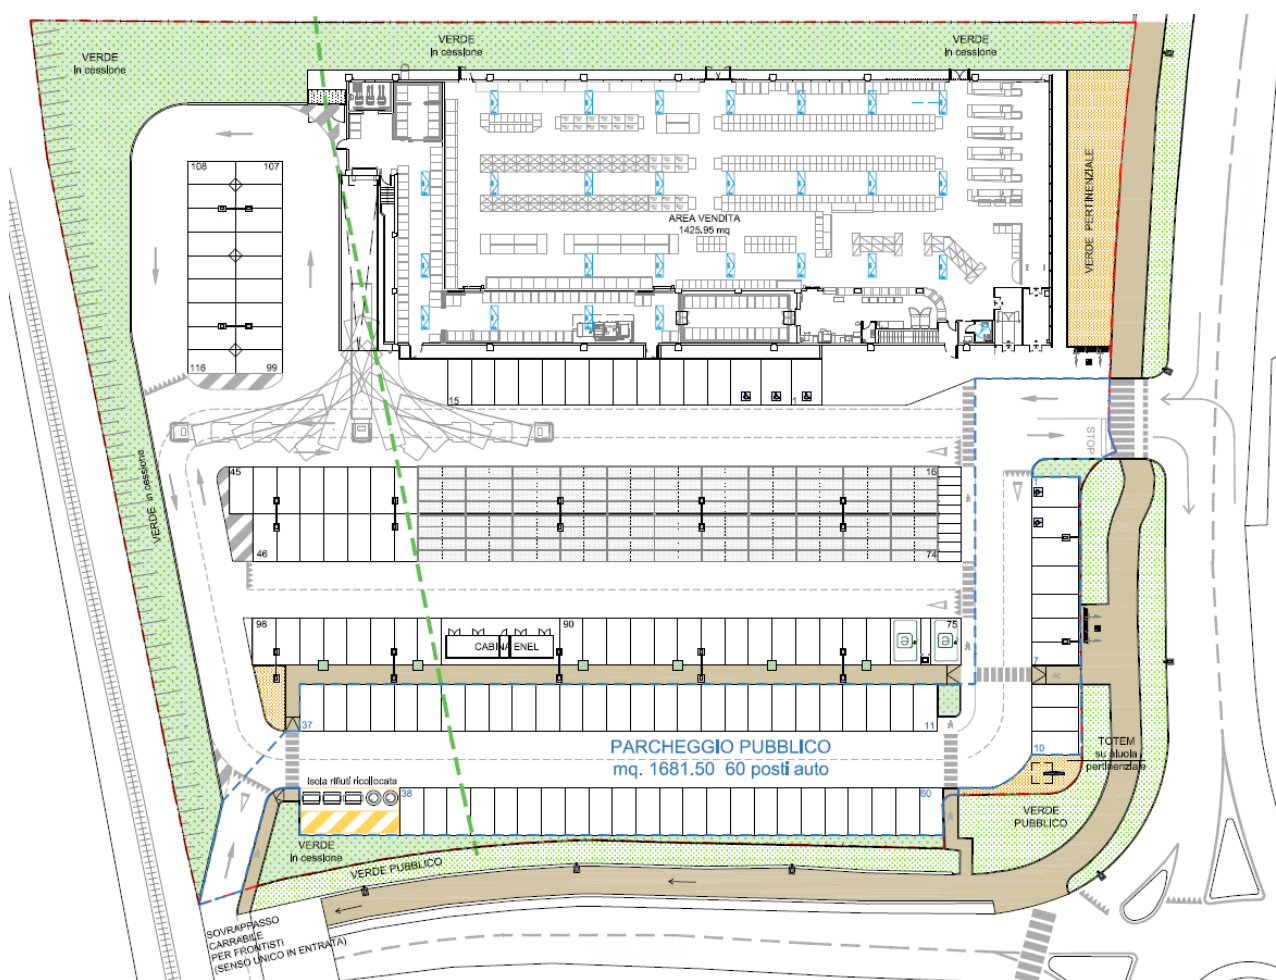 VERDE
in cessione
VERDE
in cessione
VERDE
in cessione
108
107
116
99
AREA VENDITA
1425,95 mq
VERDE PERTINENZIALE
15
1
STOP
VERDE in cessione
45
16
46
74
1
98
90
75
CABINA ENEL
e
e
7
37
11
10
PARCHEGGIO PUBBLICO
mq. 1681.50 60 posti auto
TOTEM
su aiuola
pertinenziale
Isola rifiuti ricollocata
38
60
VERDE
PUBBLICO
VERDE
in cessione
VERDE PUBBLICO
SOVRAPPASSO
CARRABILE
PER FRONTISTI
(SENSO UNICO IN ENTRATA)